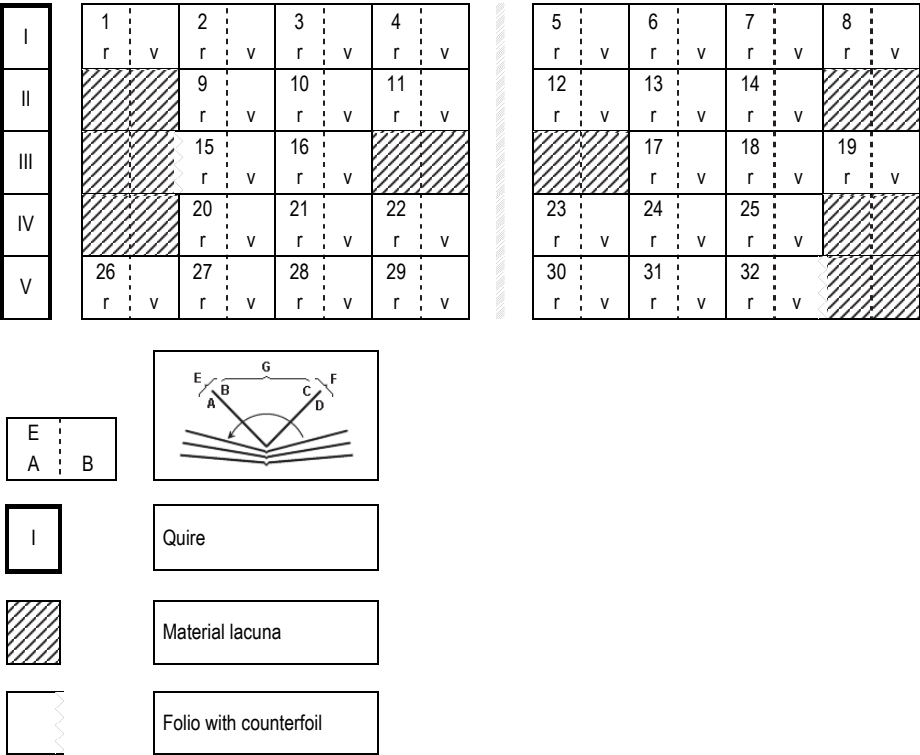 1 2 3 4 5 6 7 8
I r v r v r v r v r v r v r v r v
9 10 11 12 13 14
II r v r v r v r v r v r v
15 16 17 18 19
III r v r v r v r v r v
20 21 22 23 24 25
IV r v r v r v r v r v r v
26 27 28 29 30 31 32
V r v r v r v r v r v r v r v
G
E F
B C
A D
E
A B
I Quire
Material lacuna
Folio with counterfoil